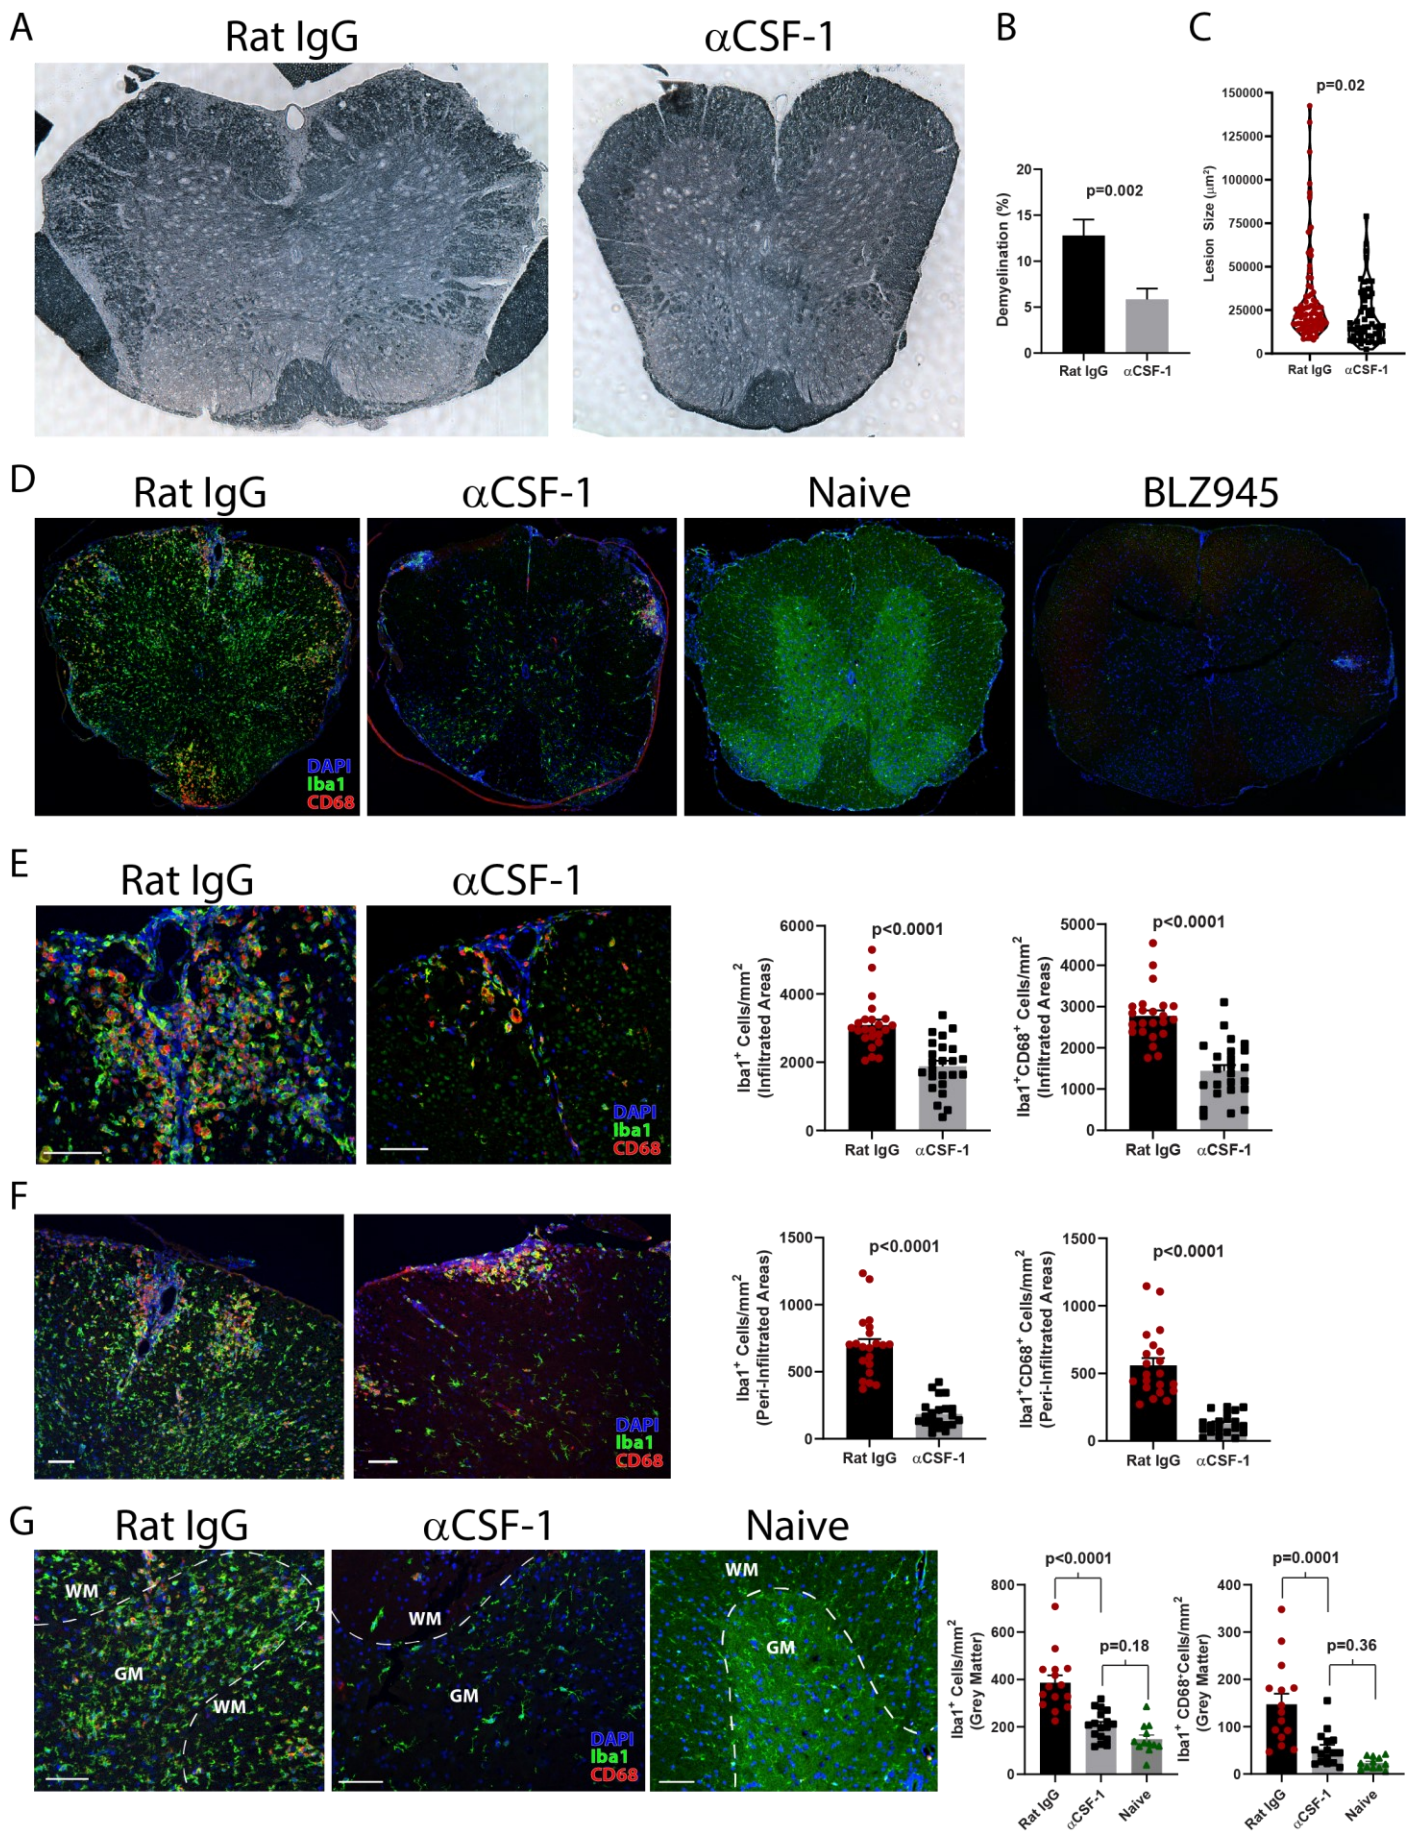 A
Rat IgG
αCSF-1
B
p=0.002
Demyelination (%)
20
15
10
5
0
Rat IgG
αCSF-1
C
p=0.02
Lesion Size (μm²)
150000
125000
100000
75000
50000
25000
0
Rat IgG
αCSF-1
D
Rat IgG
αCSF-1
Naive
BLZ945
DAPI
Iba1
CD68
E
Rat IgG
αCSF-1
DAPI
Iba1
CD68
DAPI
Iba1
CD68
p<0.0001
Iba1⁺ Cells/mm²
(Infiltrated Areas)
6000
4000
2000
0
Rat IgG
αCSF-1
p<0.0001
Iba1⁺CD68⁺ Cells/mm²
(Infiltrated Areas)
5000
4000
3000
2000
1000
0
Rat IgG
αCSF-1
F
DAPI
Iba1
CD68
p<0.0001
Iba1⁺ Cells/mm²
(Peri-Infiltrated Areas)
1500
1000
500
0
Rat IgG
αCSF-1
p<0.0001
Iba1⁺CD68⁺ Cells/mm²
(Peri-Infiltrated Areas)
1500
1000
500
0
Rat IgG
αCSF-1
G
Rat IgG
αCSF-1
Naive
WM
GM
WM
WM
GM
DAPI
Iba1
CD68
WM
GM
p<0.0001
p=0.18
Iba1⁺ Cells/mm²
(Grey Matter)
800
600
400
200
0
Rat IgG
αCSF-1
Naive
p=0.0001
p=0.36
Iba1⁺ CD68⁺Cells/mm²
(Grey Matter)
400
300
200
100
0
Rat IgG
αCSF-1
Naive